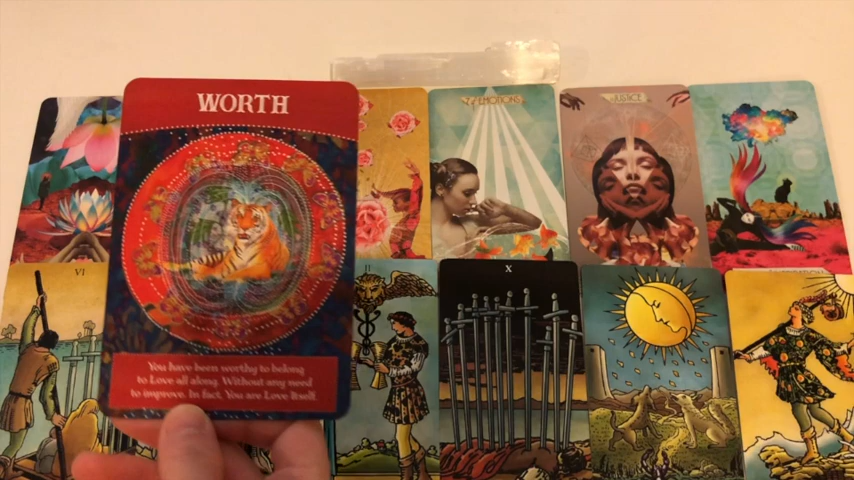 WORTH
You have been worthy to belong
to Love all along. Without any need
to improve. In fact, You are Love Itself.
EMOTIONS
JUSTICE
VI
II
X